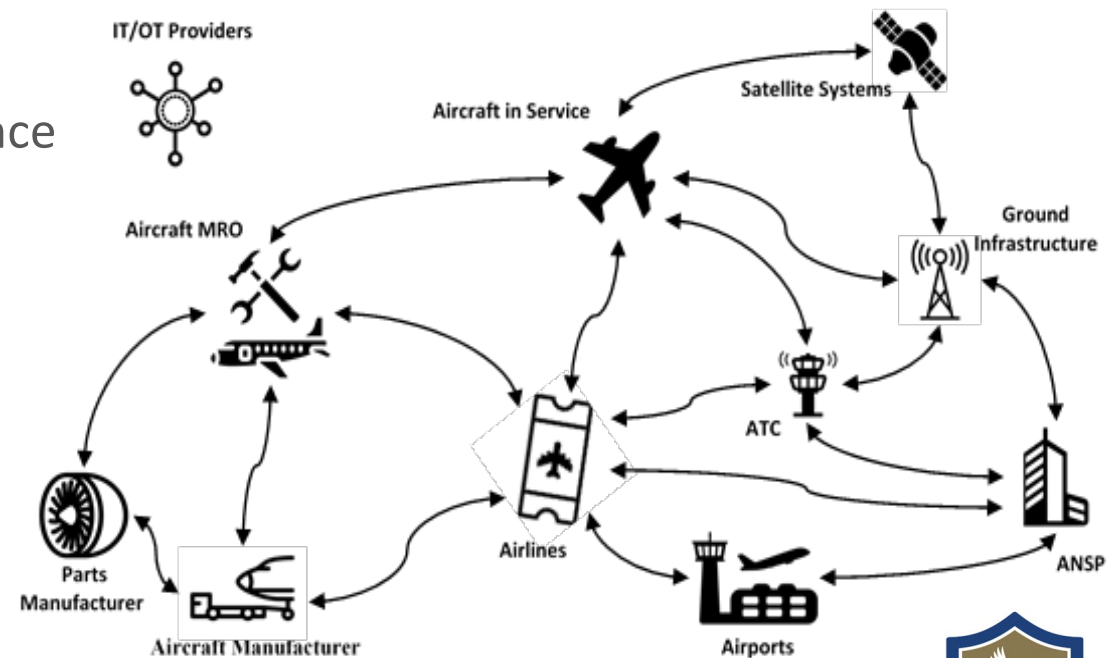 IT/OT Providers
Satellite Systems
Aircraft in Service
Ground
Infrastructure
Aircraft MRO
ATC
Airlines
ANSP
Parts
Manufacturer
Aircraft Manufacturer
Airports